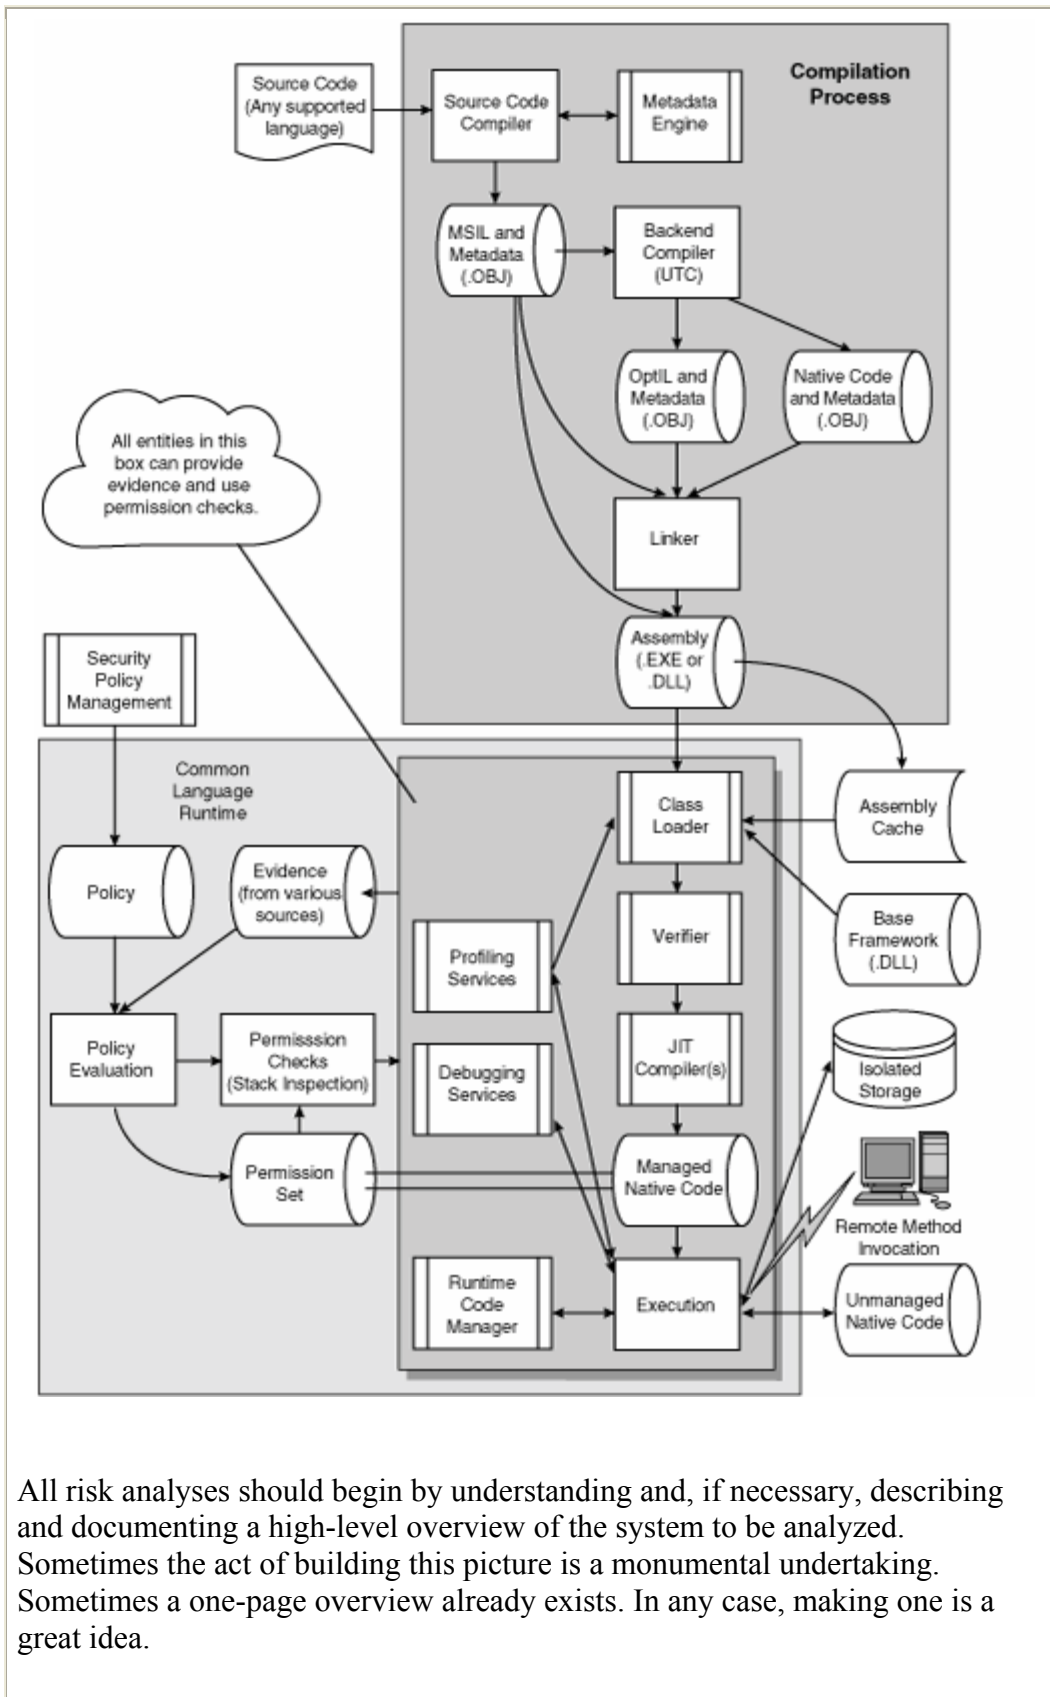 Compilation
Process
Source Code
(Any supported
language)
Source Code
Compiler
Metadata
Engine
MSIL and
Metadata
(.OBJ)
Backend
Compiler
(UTC)
OptIL and
Metadata
(.OBJ)
Native Code
and Metadata
(.OBJ)
All entities in this
box can provide
evidence and use
permission checks.
Linker
Assembly
(.EXE or
.DLL)
Security
Policy
Management
Common
Language
Runtime
Class
Loader
Assembly
Cache
Policy
Evidence
(from various
sources)
Verifier
Base
Framework
(.DLL)
Profiling
Services
Policy
Evaluation
Permisssion
Checks
(Stack Inspection)
Debugging
Services
JIT
Compiler(s)
Isolated
Storage
Permission
Set
Managed
Native Code
Remote Method
Invocation
Runtime
Code
Manager
Execution
Unmanaged
Native Code
All risk analyses should begin by understanding and, if necessary, describing
and documenting a high-level overview of the system to be analyzed.
Sometimes the act of building this picture is a monumental undertaking.
Sometimes a one-page overview already exists. In any case, making one is a
great idea.